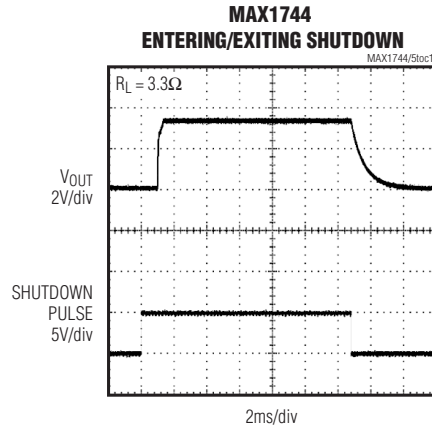 MAX1744
ENTERING/EXITING SHUTDOWN
MAX1744/5toc1
RL = 3.3Ω
VOUT
2V/div
SHUTDOWN
PULSE
5V/div
2ms/div